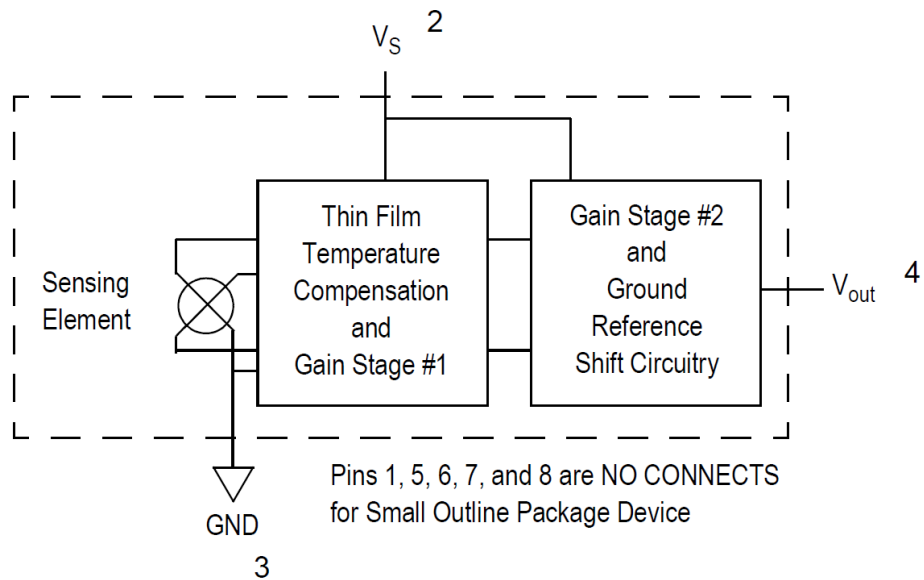 V_S 2
Thin Film
Temperature
Compensation
and
Gain Stage #1
Gain Stage #2
and
Ground
Reference
Shift Circuitry
Sensing
Element
V_out 4
GND
3
Pins 1, 5, 6, 7, and 8 are NO CONNECTS
for Small Outline Package Device